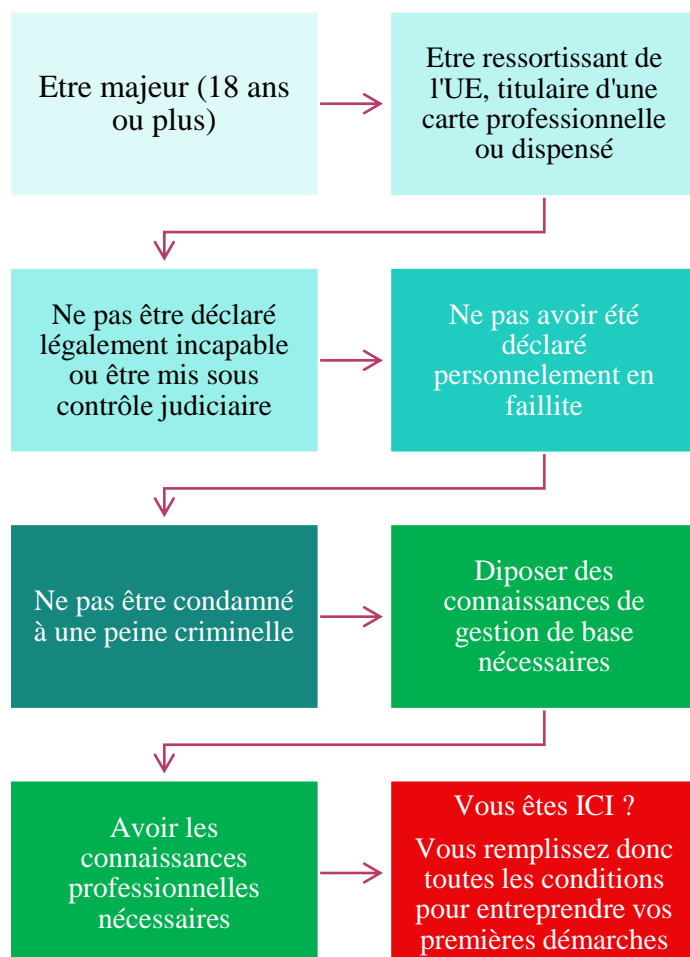 Etre majeur (18 ans
ou plus)
Etre ressortissant de
l'UE, titulaire d'une
carte professionnelle
ou dispensé
Ne pas être déclaré
légalement incapable
ou être mis sous
contrôle judiciaire
Ne pas avoir été
déclaré
personnelement en
faillite
Ne pas être condamné
à une peine criminelle
Diposer des
connaissances de
gestion de base
nécessaires
Avoir les
connaissances
professionnelles
nécessaires
Vous êtes ICI ?
Vous remplissez donc
toutes les conditions
pour entreprendre vos
premières démarches